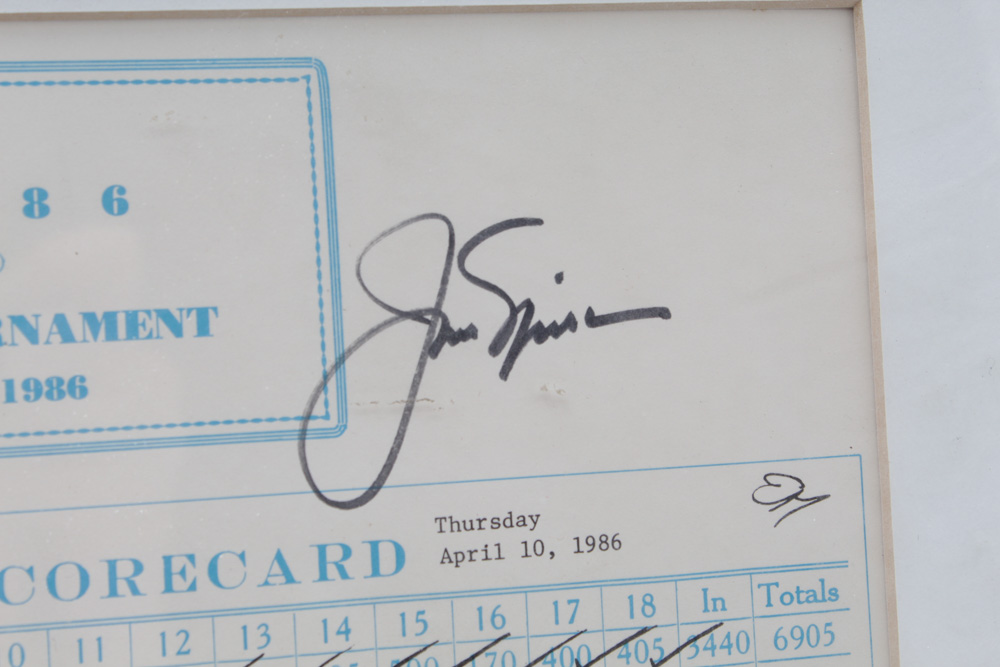 8 6
RNAMENT
1986
Thursday
April 10, 1986
CORECARD
0 11 12 13 14 15 16 17 18 In Totals
170 400 405 3440 6905